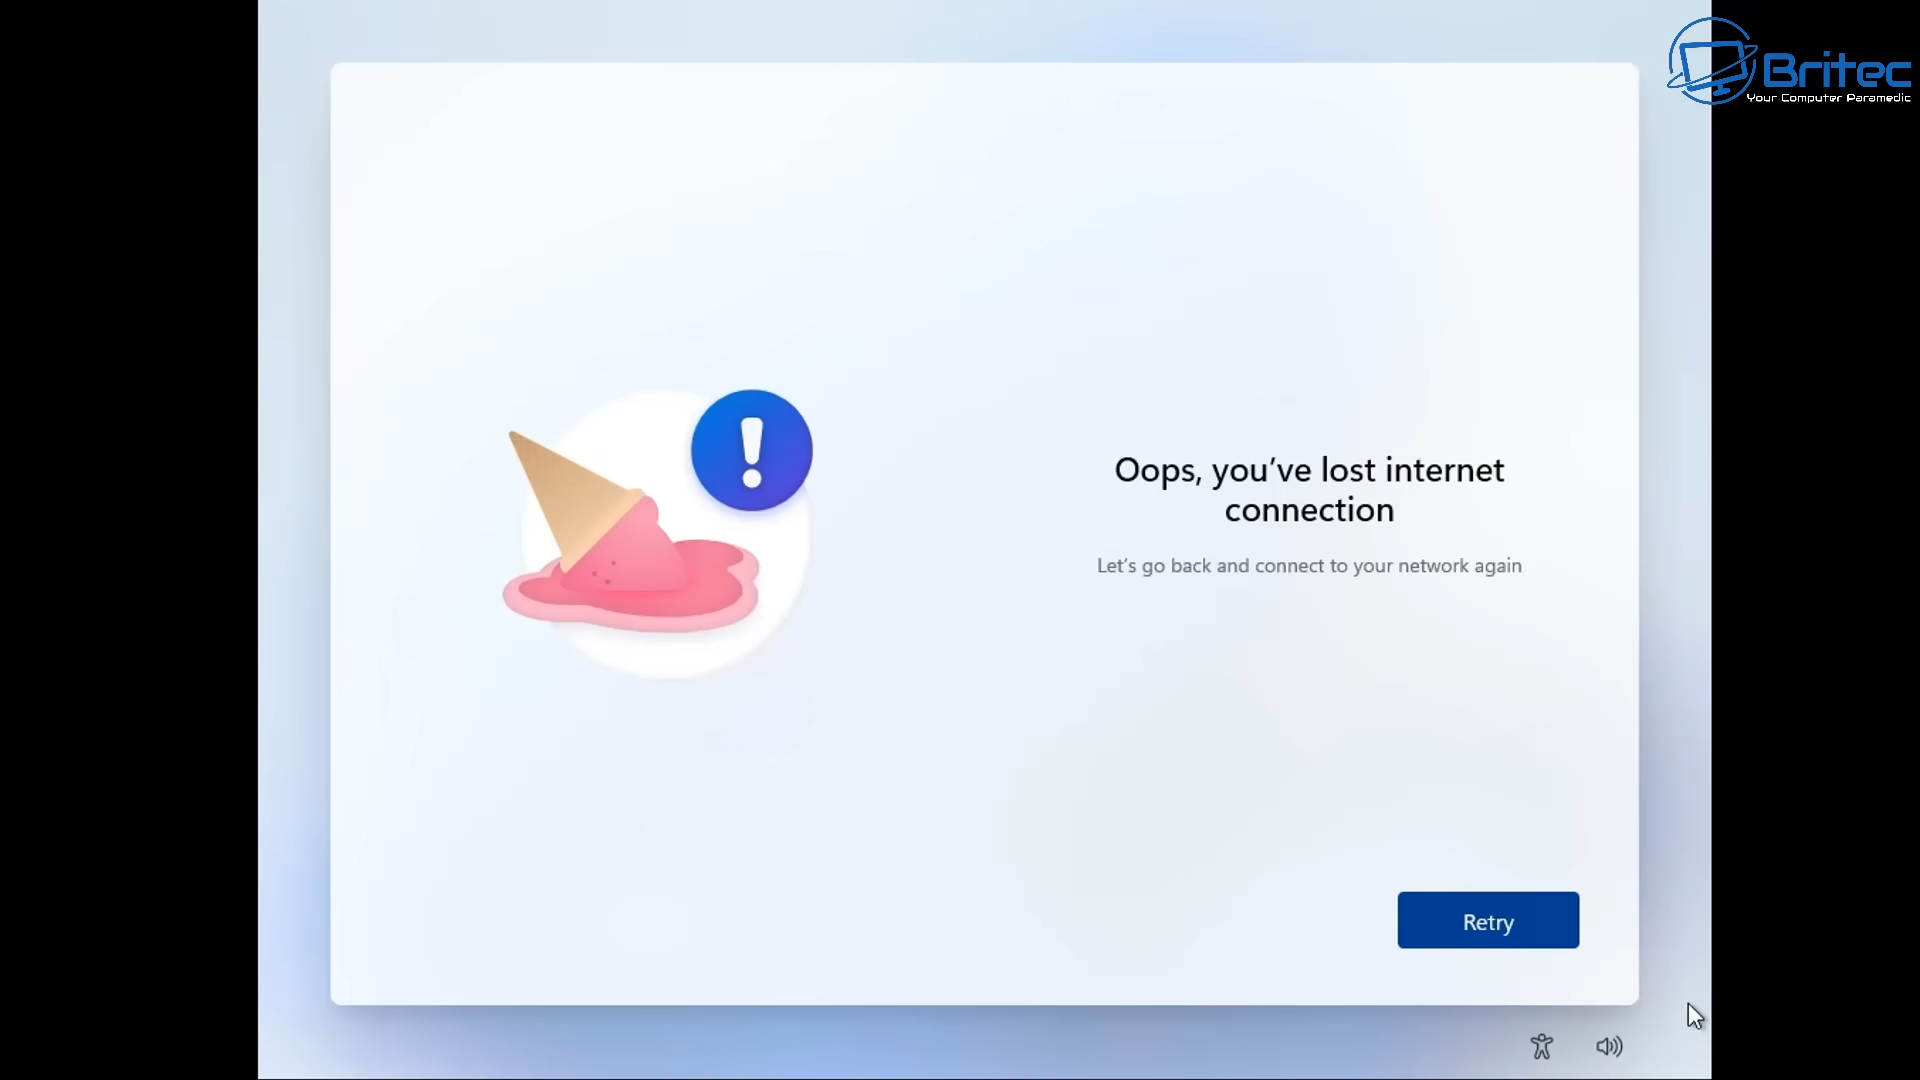 Britec
Your Computer Paramedic
Oops, you’ve lost internet
connection
Let’s go back and connect to your network again
Retry